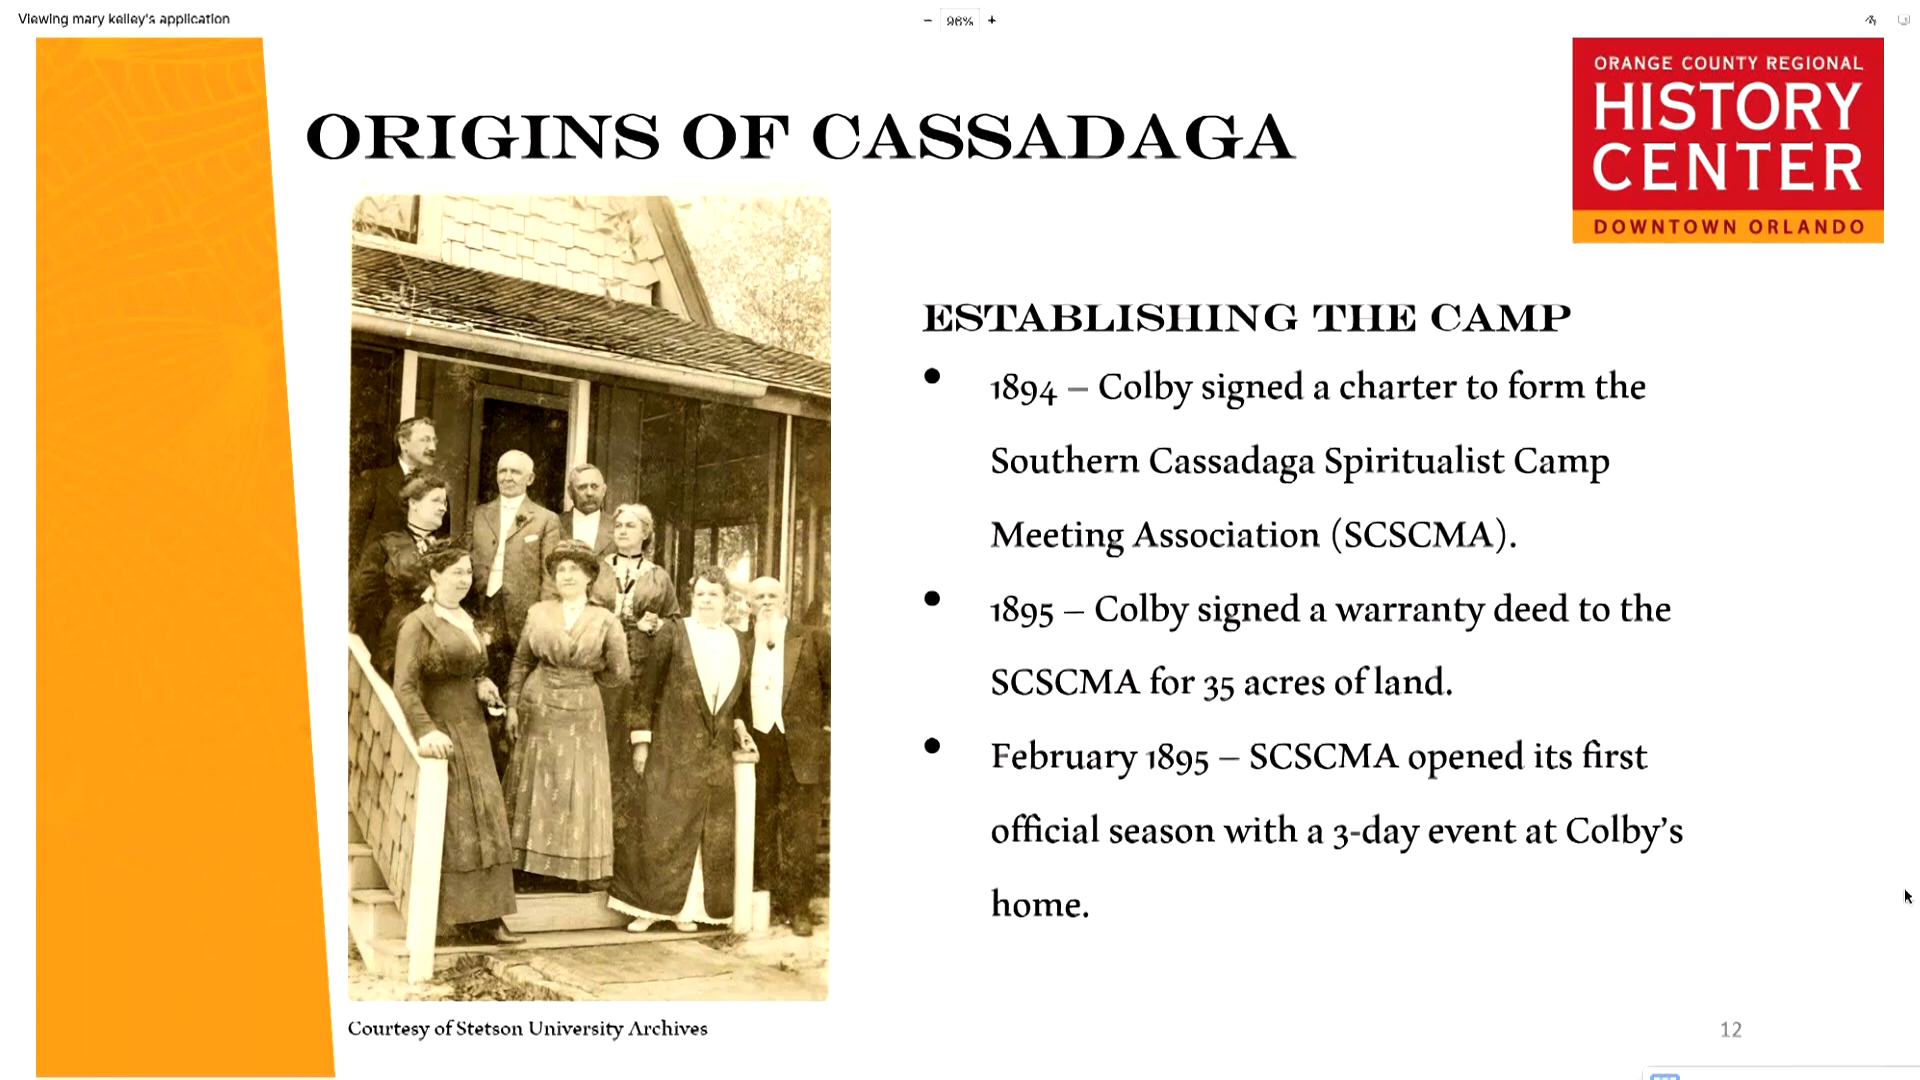 Viewing mary kelley's application
− 96% +
ORANGE COUNTY REGIONAL
HISTORY
CENTER
DOWNTOWN ORLANDO
ORIGINS OF CASSADAGA
ESTABLISHING THE CAMP
• 1894 – Colby signed a charter to form the
Southern Cassadaga Spiritualist Camp
Meeting Association (SCSCMA).
• 1895 – Colby signed a warranty deed to the
SCSCMA for 35 acres of land.
• February 1895 – SCSCMA opened its first
official season with a 3-day event at Colby's
home.
Courtesy of Stetson University Archives
12